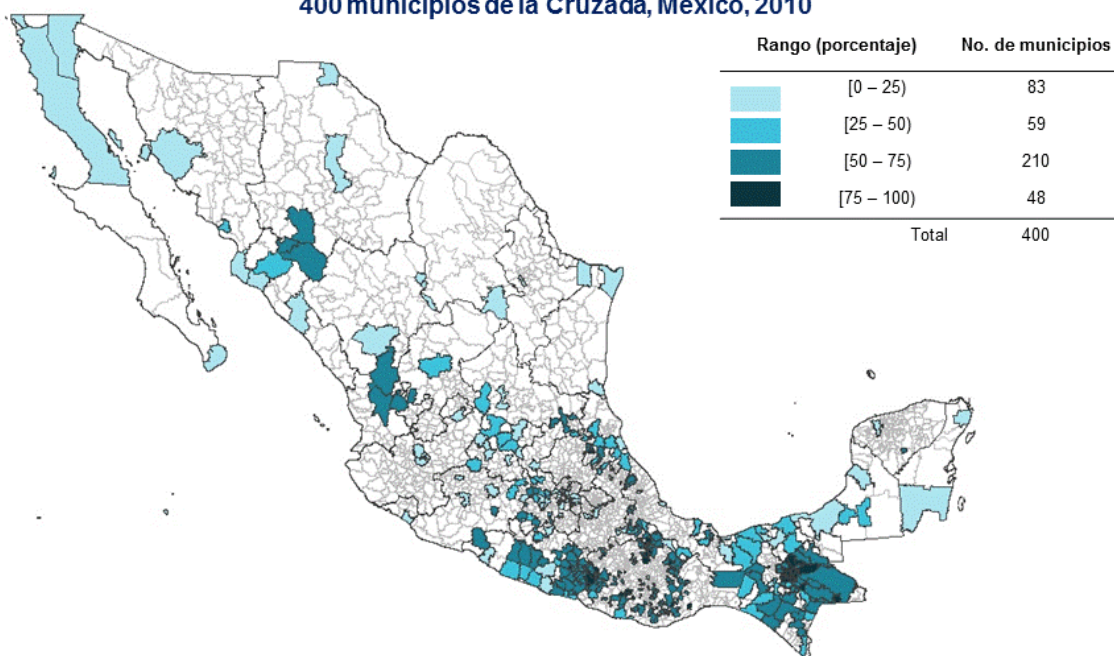 400 municipios de la Cruzada, México, 2010
Rango (porcentaje) No. de municipios
[0 – 25) 83
[25 – 50) 59
[50 – 75) 210
[75 – 100) 48
Total 400